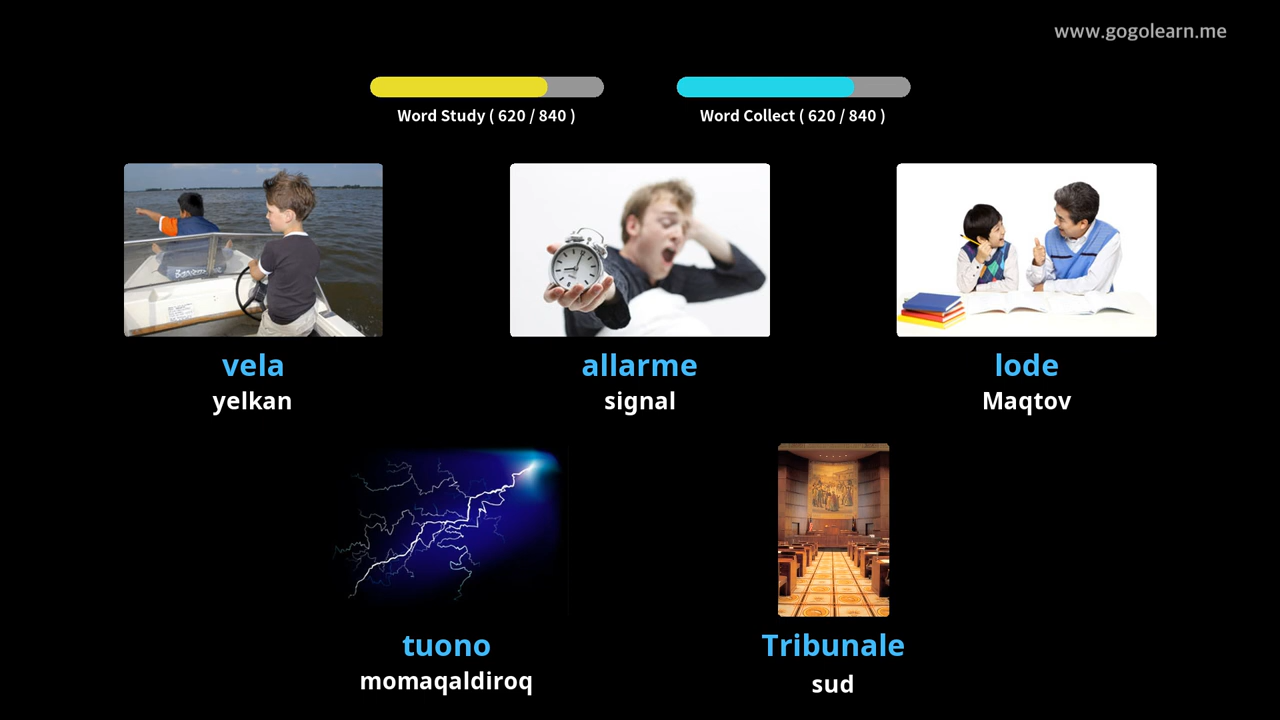 www.gogolearn.me
Word Study ( 620 / 840 )
Word Collect ( 620 / 840 )
vela
yelkan
allarme
signal
lode
Maqtov
tuono
momaqaldiroq
Tribunale
sud